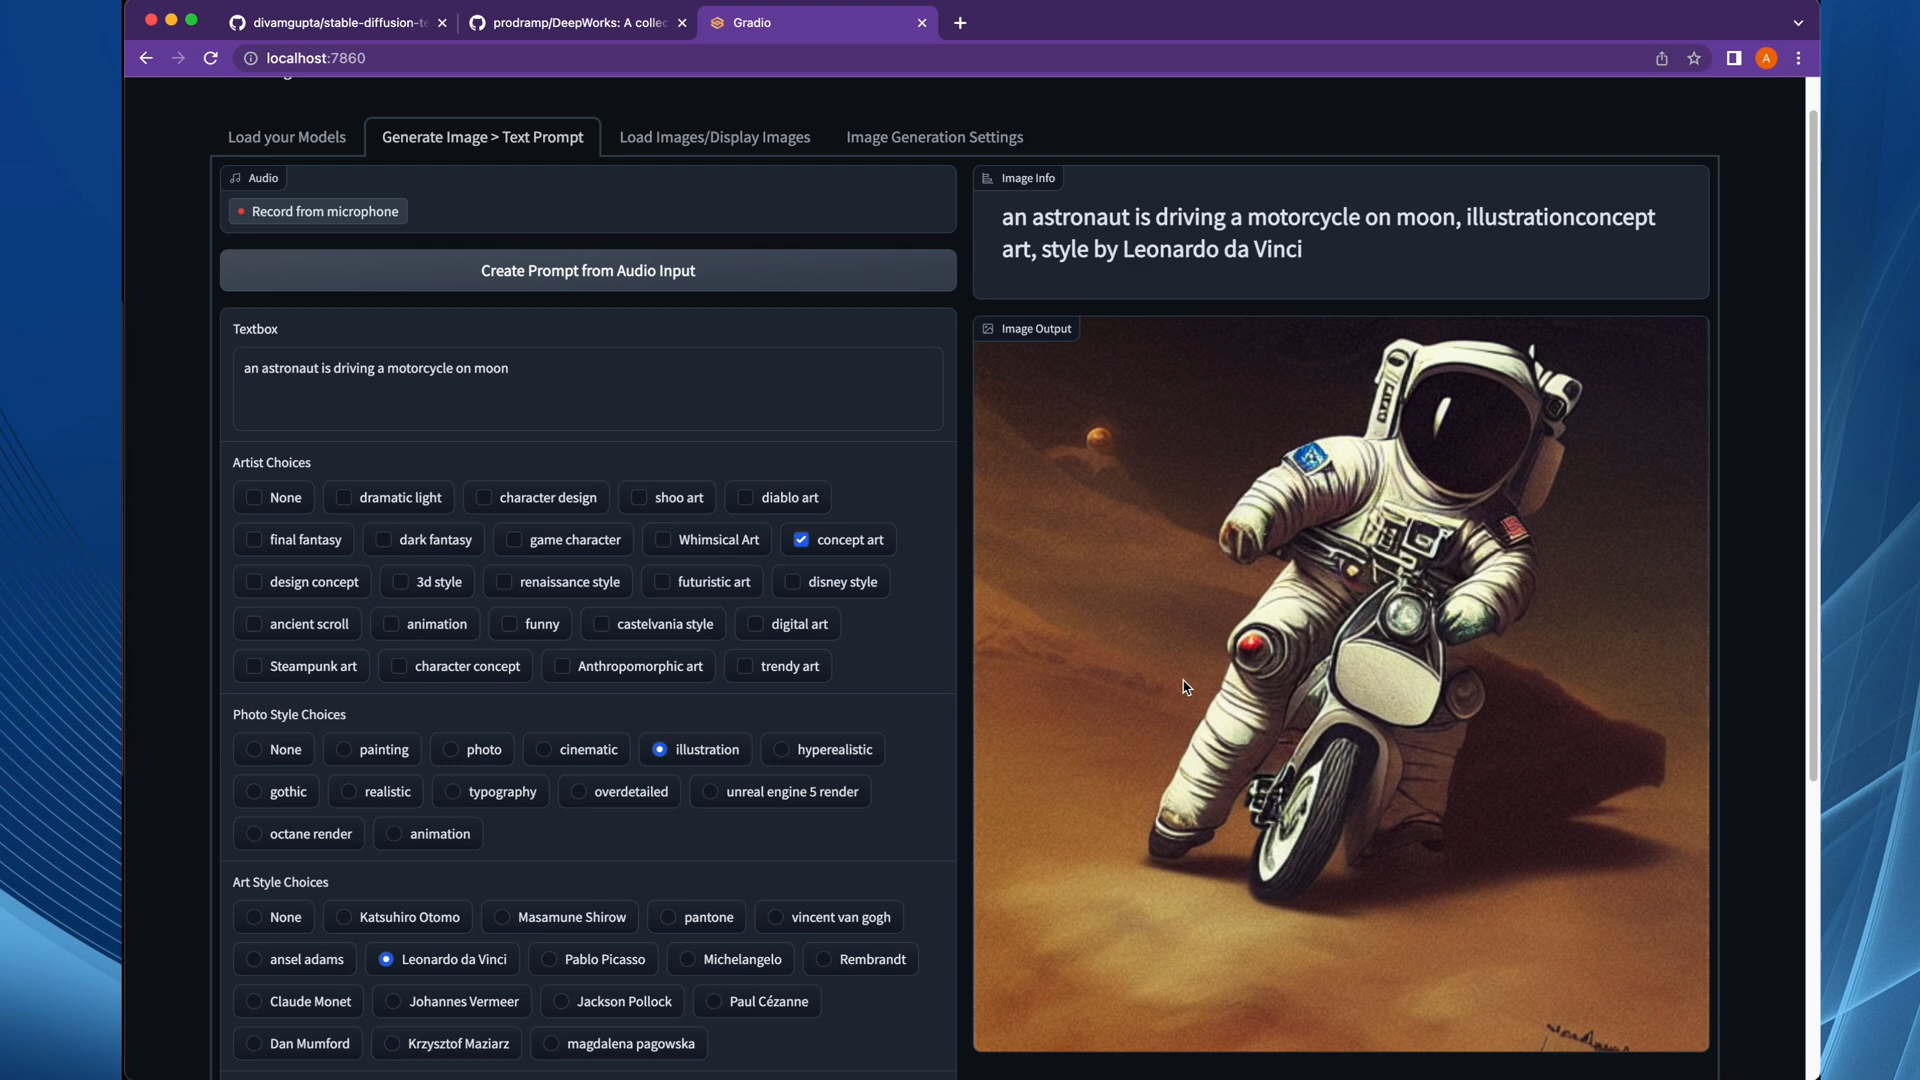 divamgupta/stable-diffusion-te
prodramp/DeepWorks: A collec
Gradio
localhost:7860
A
Load your Models
Generate Image > Text Prompt
Load Images/Display Images
Image Generation Settings
Audio
Record from microphone
Create Prompt from Audio Input
Textbox
an astronaut is driving a motorcycle on moon
Artist Choices
None dramatic light character design shoo art diablo art
final fantasy dark fantasy game character Whimsical Art concept art
design concept 3d style renaissance style futuristic art disney style
ancient scroll animation funny castelvania style digital art
Steampunk art character concept Anthropomorphic art trendy art
Photo Style Choices
None painting photo cinematic illustration hyperealistic
gothic realistic typography overdetailed unreal engine 5 render
octane render animation
Art Style Choices
None Katsuhiro Otomo Masamune Shirow pantone vincent van gogh
ansel adams Leonardo da Vinci Pablo Picasso Michelangelo Rembrandt
Claude Monet Johannes Vermeer Jackson Pollock Paul Cézanne
Dan Mumford Krzysztof Maziarz magdalena pagowska
Image Info
an astronaut is driving a motorcycle on moon, illustrationconcept
art, style by Leonardo da Vinci
Image Output